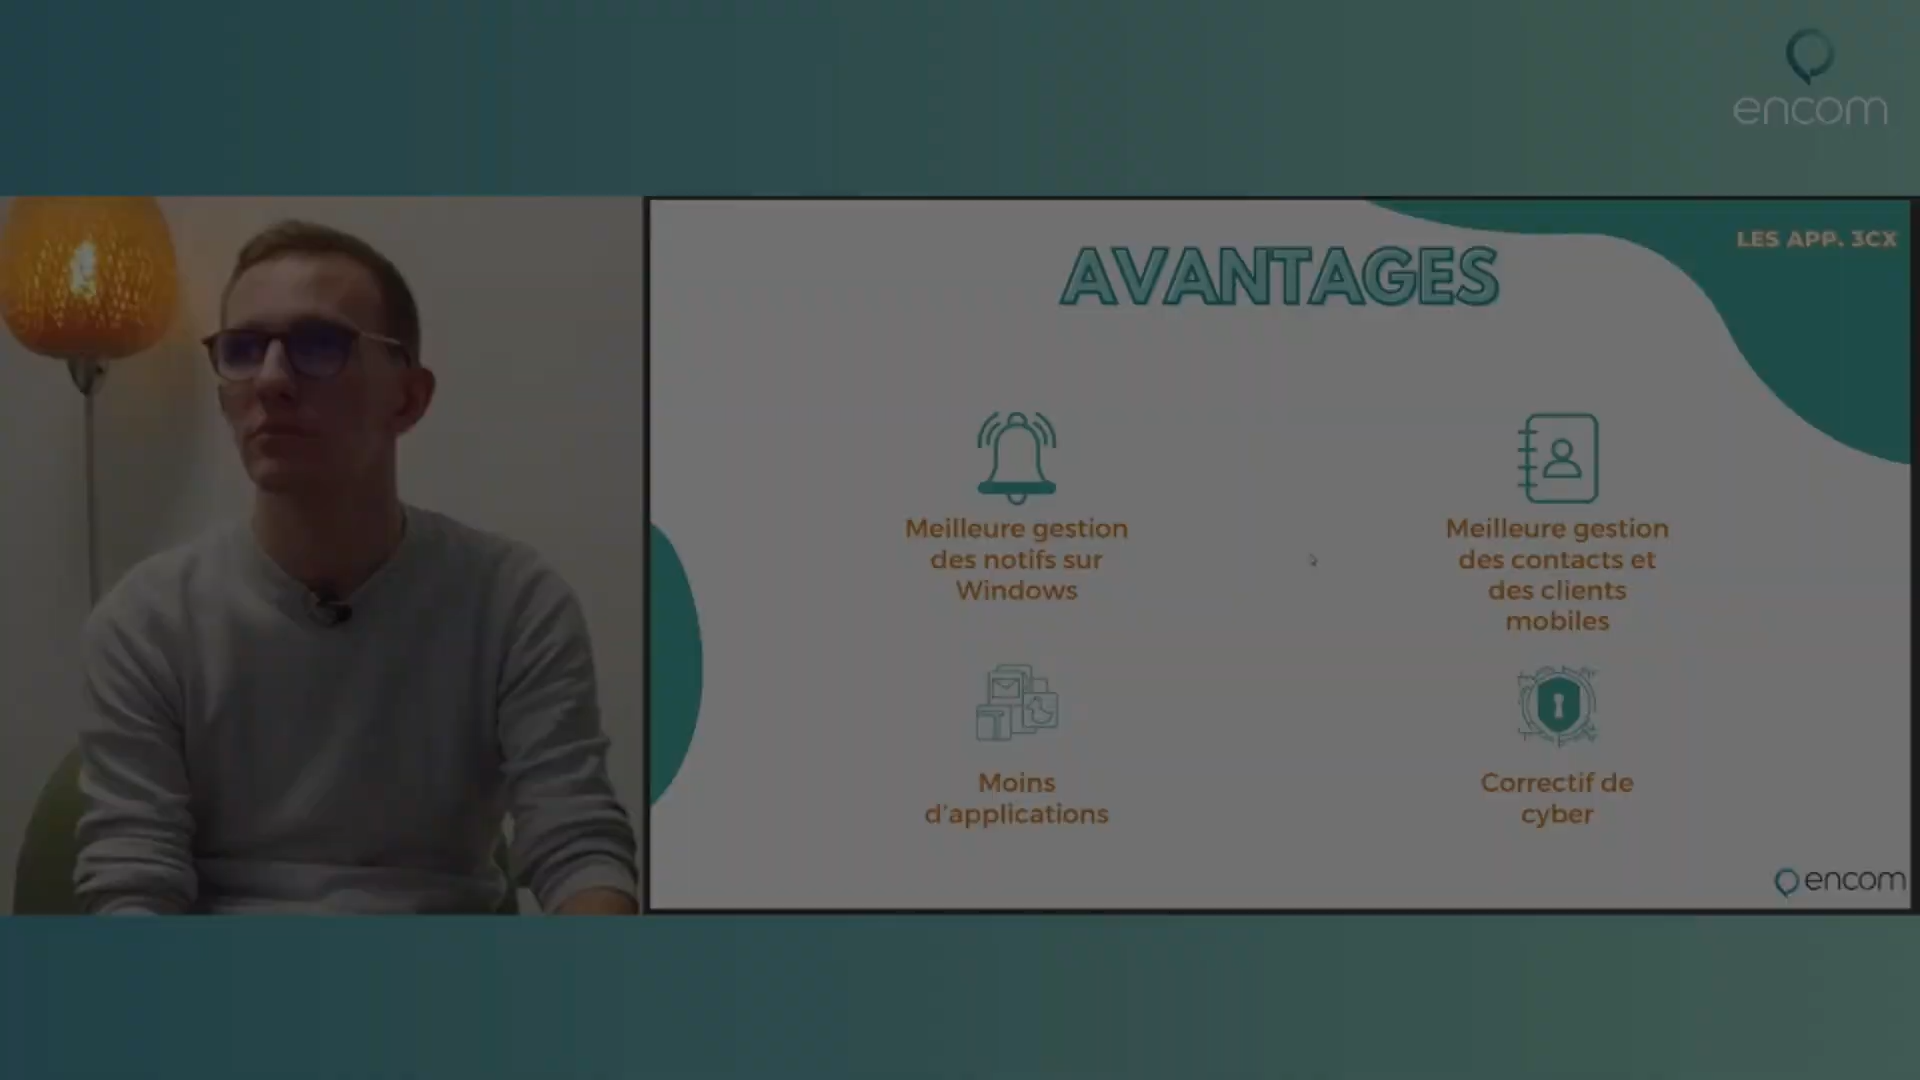 encom
LES APP. 3CX
AVANTAGES
Meilleure gestion
des notifs sur
Windows
Meilleure gestion
des contacts et
des clients
mobiles
Moins
d'applications
Correctif de
cyber
encom